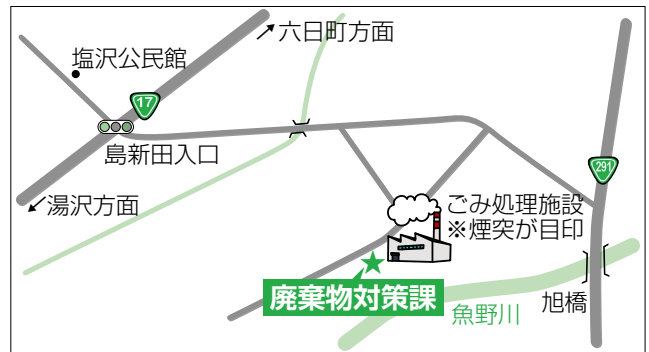 ↗六日町方面
塩沢公民館
17
島新田入口
↙湯沢方面
291
ごみ処理施設
※煙突が目印
廃棄物対策課
魚野川
旭橋